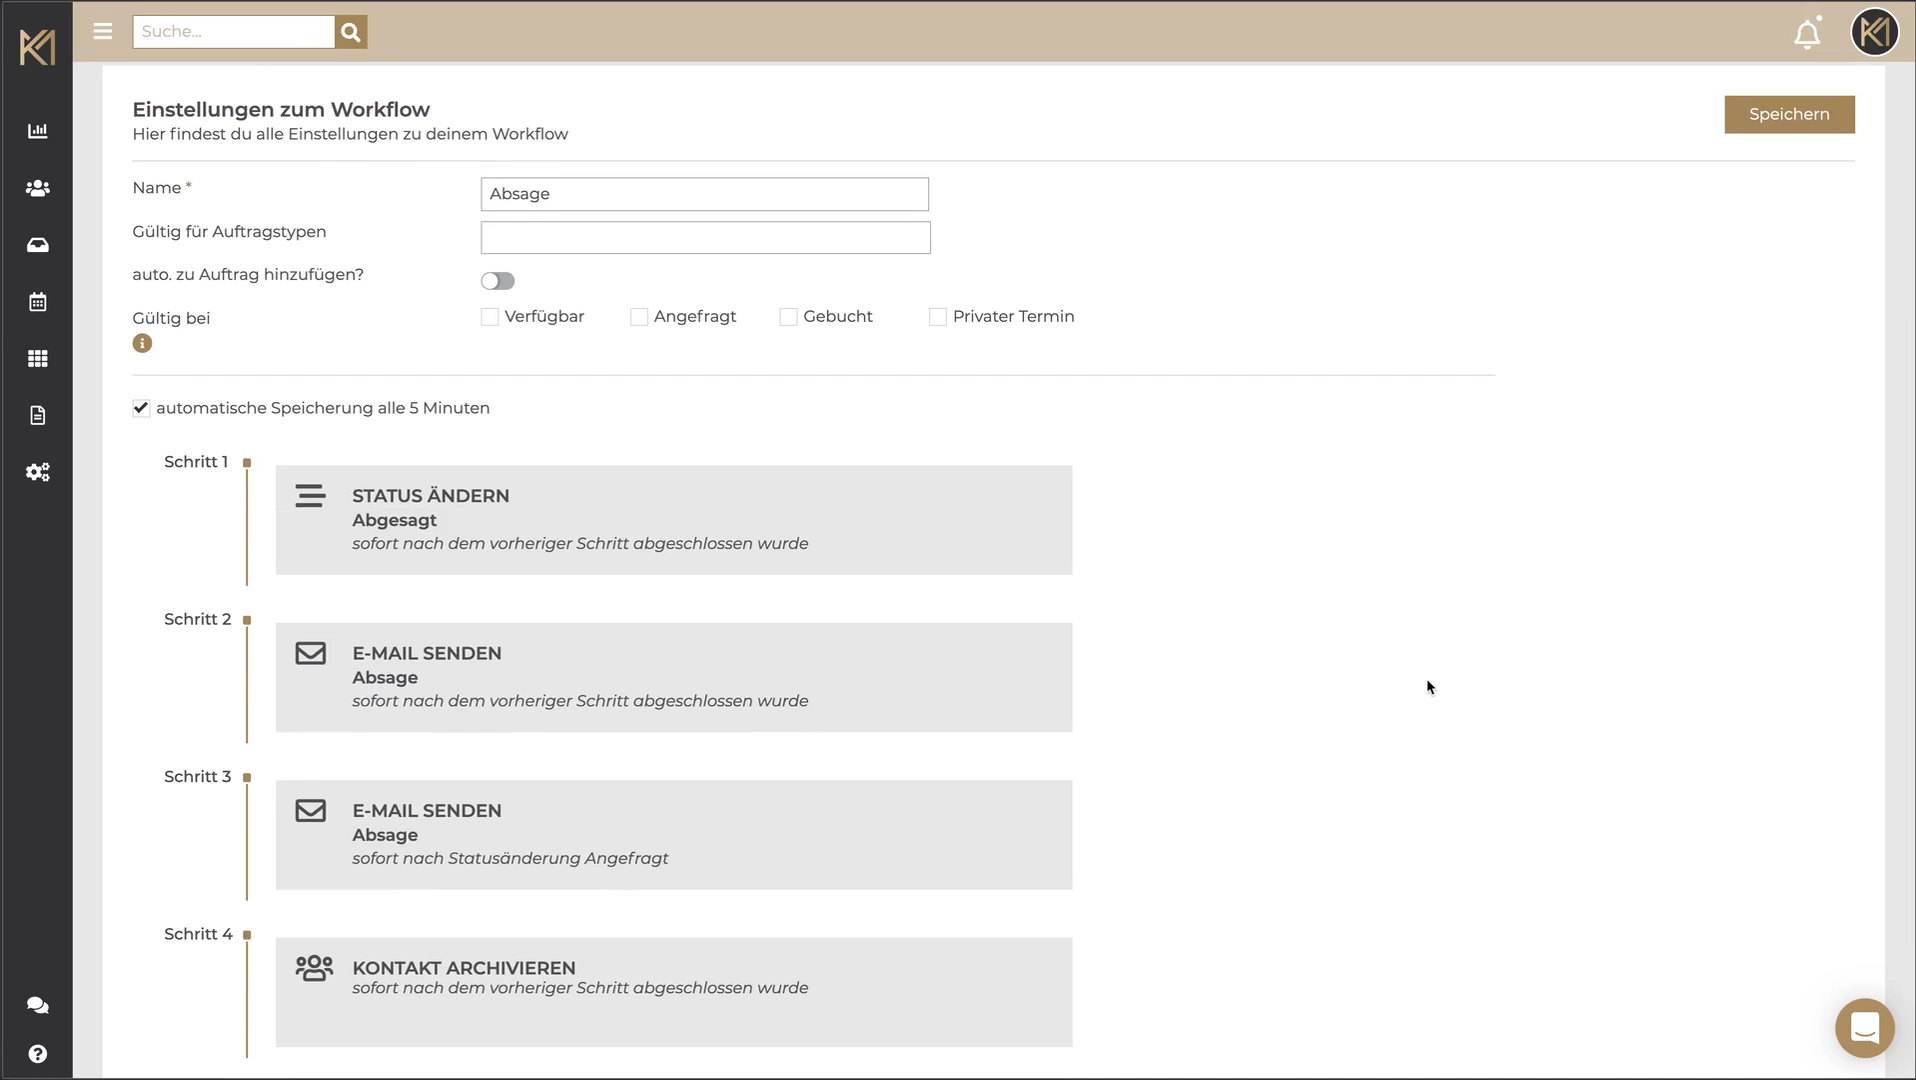 Suche...
Einstellungen zum Workflow
Hier findest du alle Einstellungen zu deinem Workflow
Speichern
Name *
Absage
Gültig für Auftragstypen
auto. zu Auftrag hinzufügen?
Gültig bei
Verfügbar
Angefragt
Gebucht
Privater Termin
automatische Speicherung alle 5 Minuten
Schritt 1
STATUS ÄNDERN
Abgesagt
sofort nach dem vorheriger Schritt abgeschlossen wurde
Schritt 2
E-MAIL SENDEN
Absage
sofort nach dem vorheriger Schritt abgeschlossen wurde
Schritt 3
E-MAIL SENDEN
Absage
sofort nach Statusänderung Angefragt
Schritt 4
KONTAKT ARCHIVIEREN
sofort nach dem vorheriger Schritt abgeschlossen wurde